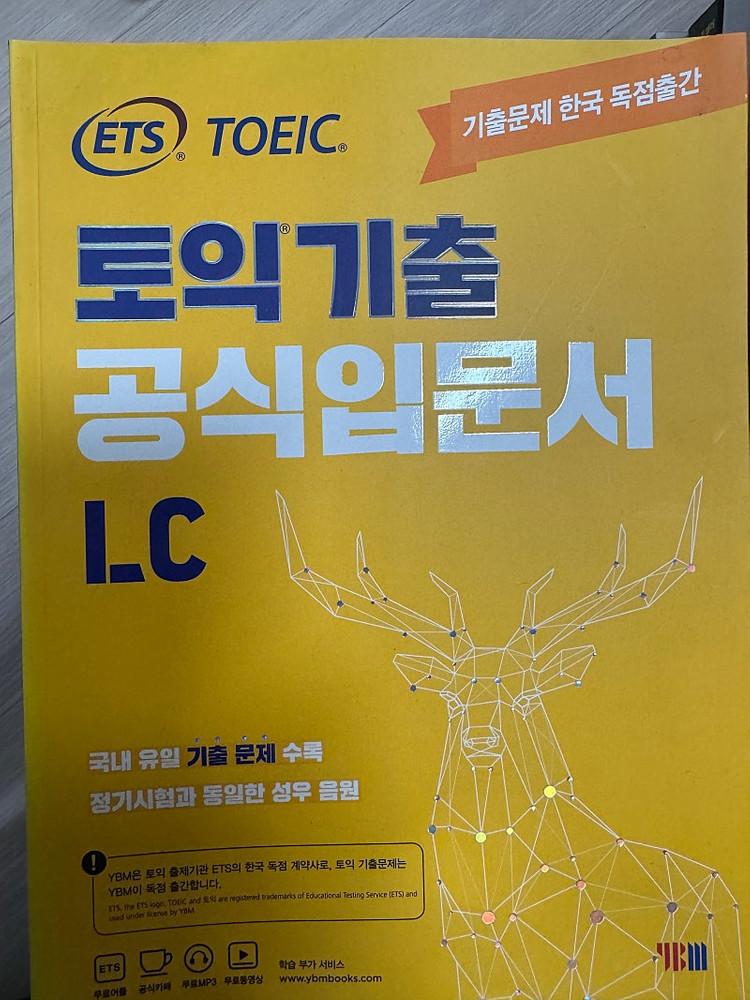 기출문제 한국 독점출간
ETS® TOEIC®
토익®기출
공식입문서
LC
국내 유일 기출 문제 수록
정기시험과 동일한 성우 음원
! YBM은 토익 출제기관 ETS의 한국 독점 계약사로, 토익 기출문제는
YBM이 독점 출간합니다.
ETS, the ETS logo, TOEIC and 토익 are registered trademarks of Educational Testing Service (ETS) and
used under license by YBM.
ETS
무료어플 공식카페 무료MP3 무료동영상
학습 부가 서비스
www.ybmbooks.com
YBM